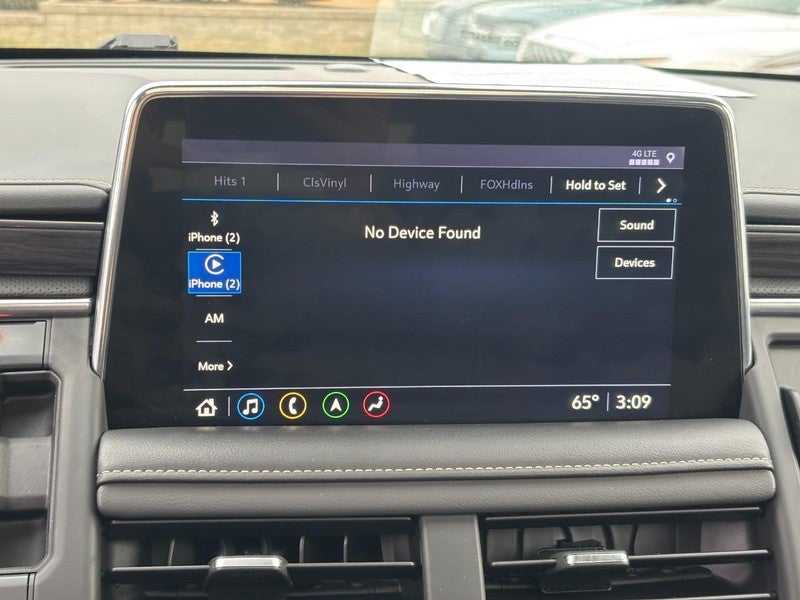 4G LTE
Hits 1 ClsVinyl Highway FOXHdlns Hold to Set
iPhone (2)
No Device Found
Sound
iPhone (2)
Devices
AM
More
65° 3:09